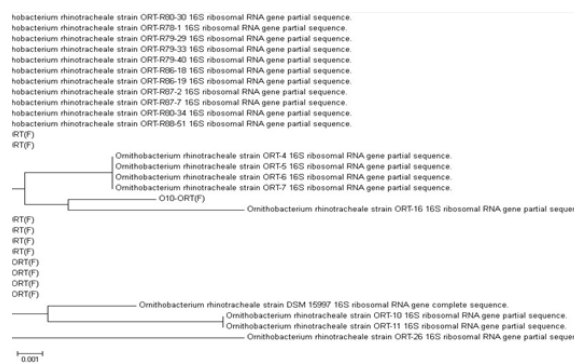 hobacterium rhinotracheale strain ORT-R80-30 16S ribosomal RNA gene partial sequence.
hobacterium rhinotracheale strain ORT-R78-1 16S ribosomal RNA gene partial sequence.
hobacterium rhinotracheale strain ORT-R79-29 16S ribosomal RNA gene partial sequence.
hobacterium rhinotracheale strain ORT-R79-33 16S ribosomal RNA gene partial sequence.
hobacterium rhinotracheale strain ORT-R79-40 16S ribosomal RNA gene partial sequence.
hobacterium rhinotracheale strain ORT-R86-18 16S ribosomal RNA gene partial sequence.
hobacterium rhinotracheale strain ORT-R86-19 16S ribosomal RNA gene partial sequence.
hobacterium rhinotracheale strain ORT-R87-2 16S ribosomal RNA gene partial sequence.
hobacterium rhinotracheale strain ORT-R87-7 16S ribosomal RNA gene partial sequence.
hobacterium rhinotracheale strain ORT-R80-34 16S ribosomal RNA gene partial sequence.
hobacterium rhinotracheale strain ORT-R88-51 16S ribosomal RNA gene partial sequence.
RT(F)
RT(F)
Ornithobacterium rhinotracheale strain ORT-4 16S ribosomal RNA gene partial sequence.
Ornithobacterium rhinotracheale strain ORT-5 16S ribosomal RNA gene partial sequence.
Ornithobacterium rhinotracheale strain ORT-6 16S ribosomal RNA gene partial sequence.
Ornithobacterium rhinotracheale strain ORT-7 16S ribosomal RNA gene partial sequence.
O10-ORT(F)
Ornithobacterium rhinotracheale strain ORT-16 16S ribosomal RNA gene partial sequer
RT(F)
RT(F)
RT(F)
RT(F)
ORT(F)
ORT(F)
ORT(F)
ORT(F)
Ornithobacterium rhinotracheale strain DSM 15997 16S ribosomal RNA gene complete sequence.
Ornithobacterium rhinotracheale strain ORT-10 16S ribosomal RNA gene partial sequence.
Ornithobacterium rhinotracheale strain ORT-11 16S ribosomal RNA gene partial sequence.
Ornithobacterium rhinotracheale strain ORT-26 16S ribosomal RNA gene partial sequer
0.001